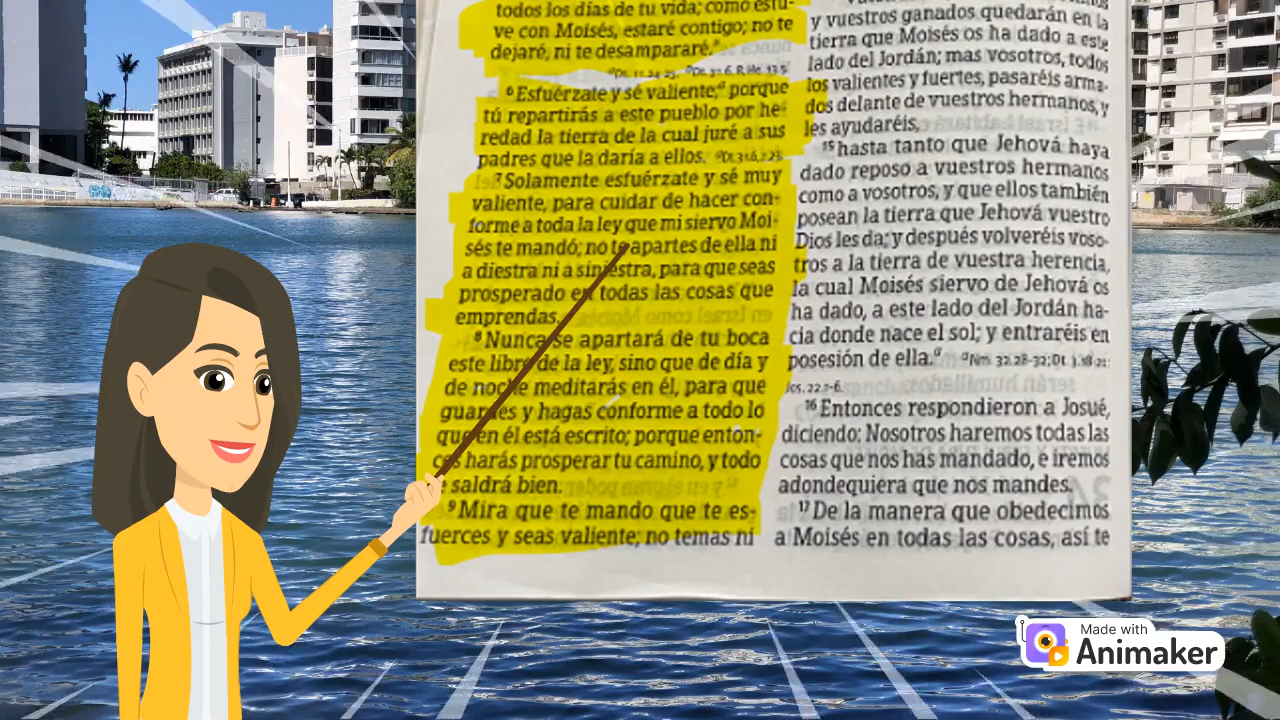 todos los días de tu vida; como estu-
ve con Moisés, estaré contigo; no te
dejaré, ni te desampararé.
6 Esfuérzate y sé valiente; porque
tú repartirás a este pueblo por he-
redad la tierra de la cual juré a sus
padres que la daría a ellos.
7 Solamente esfuérzate y sé muy
valiente, para cuidar de hacer con-
forme a toda la ley que mi siervo Moi-
sés te mandó; no te apartes de ella ni
a diestra ni a siniestra, para que seas
prosperado en todas las cosas que
emprendas.
8 Nunca se apartará de tu boca
este libro de la ley, sino que de día y
de noche meditarás en él, para que
guardes y hagas conforme a todo lo
que en él está escrito; porque enton-
ces harás prosperar tu camino, y todo
saldrá bien.
9 Mira que te mando que te es-
fuerces y seas valiente; no temas ni
y vuestros ganados quedarán en la
tierra que Moisés os ha dado a este
lado del Jordán; mas vosotros, todos
los valientes y fuertes, pasaréis arma-
dos delante de vuestros hermanos, y
les ayudaréis,
15 hasta tanto que Jehová haya
dado reposo a vuestros hermanos
como a vosotros, y que ellos también
posean la tierra que Jehová vuestro
Dios les da; y después volveréis voso-
tros a la tierra de vuestra herencia,
la cual Moisés siervo de Jehová os
ha dado, a este lado del Jordán ha-
cia donde nace el sol; y entraréis en
posesión de ella. a Nm. 32.28-32; Dt. 3.18-21;
Jos. 22.1-6.
16 Entonces respondieron a Josué,
diciendo: Nosotros haremos todas las
cosas que nos has mandado, e iremos
adondequiera que nos mandes.
17 De la manera que obedecimos
a Moisés en todas las cosas, así te
Made with
Animaker